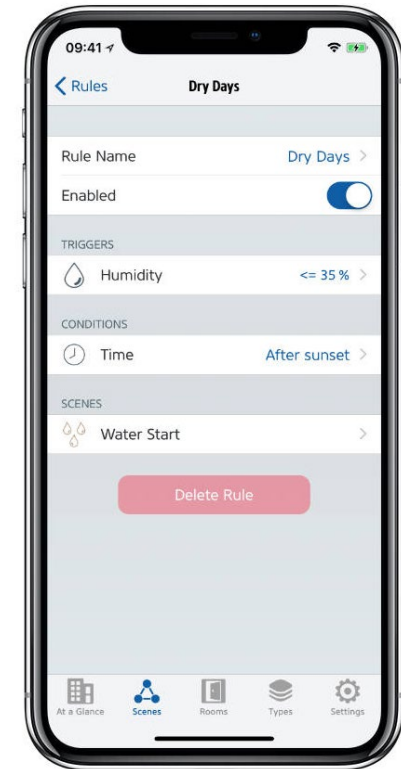 09:41
Rules Dry Days
Rule Name Dry Days
Enabled
TRIGGERS
Humidity <= 35 %
CONDITIONS
Time After sunset
SCENES
Water Start
Delete Rule
At a Glance Scenes Rooms Types Settings